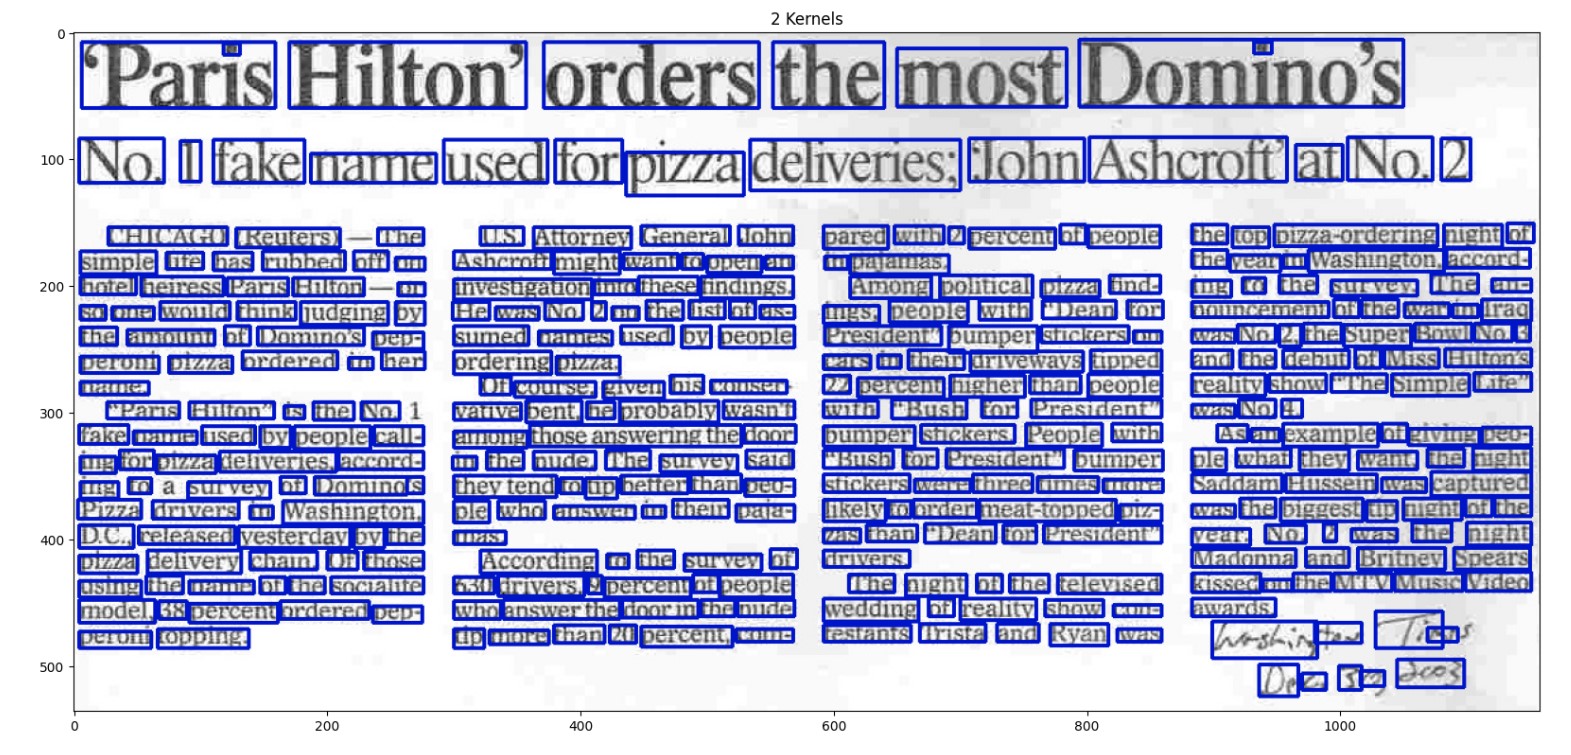 2 Kernels
‘Paris Hilton’ orders the most Domino’s
No. 1 fake name used for pizza deliveries; ‘John Ashcroft’ at No. 2
CHICAGO (Reuters) — The
simple life has rubbed off on
hotel heiress Paris Hilton — or
so one would think judging by
the amount of Domino's pep-
peroni pizza ordered in her
name.
“Paris Hilton” is the No. 1
fake name used by people call-
ing for pizza deliveries, accord-
ing to a survey of Domino's
Pizza drivers in Washington,
D.C., released yesterday by the
pizza delivery chain. Of those
using the name of the socialite
model, 38 percent ordered pep-
peroni topping.
U.S. Attorney General John
Ashcroft might want to open an
investigation into these findings.
He was No. 2 on the list of as-
sumed names used by people
ordering pizza.
Of course, given his conser-
vative bent, he probably wasn't
among those answering the door
in the nude. The survey said
they tend to tip better than peo-
ple who answer in their paja-
mas.
According to the survey of
630 drivers, 9 percent of people
who answer the door in the nude
tip more than 20 percent, com-
pared with 2 percent of people
in pajamas.
Among political pizza find-
ings, people with “Dean for
President” bumper stickers on
cars in their driveways tipped
22 percent higher than people
with “Bush for President”
bumper stickers. People with
“Bush for President” bumper
stickers were three times more
likely to order meat-topped piz-
zas than “Dean for President”
drivers.
The night of the televised
wedding of reality show con-
testants Trista and Ryan was
the top pizza-ordering night of
the year in Washington, accord-
ing to the survey. The an-
nouncement of the war in Iraq
was No. 2, the Super Bowl No. 3
and the debut of Miss Hilton's
reality show “The Simple Life”
was No. 4.
As an example of giving peo-
ple what they want, the night
Saddam Hussein was captured
was the biggest tip night of the
year. No. 2 was the night
Madonna and Britney Spears
kissed on the MTV Music Video
awards.
Washington Times
Dec. 2003
0
100
200
300
400
500
0 200 400 600 800 1000